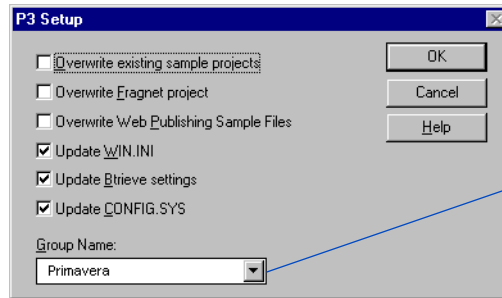 P3 Setup
Overwrite existing sample projects
OK
Overwrite Fragnet project
Cancel
Overwrite Web Publishing Sample Files
Help
Update WIN.INI
Update Btrieve settings
Update CONFIG.SYS
Group Name:
Primavera